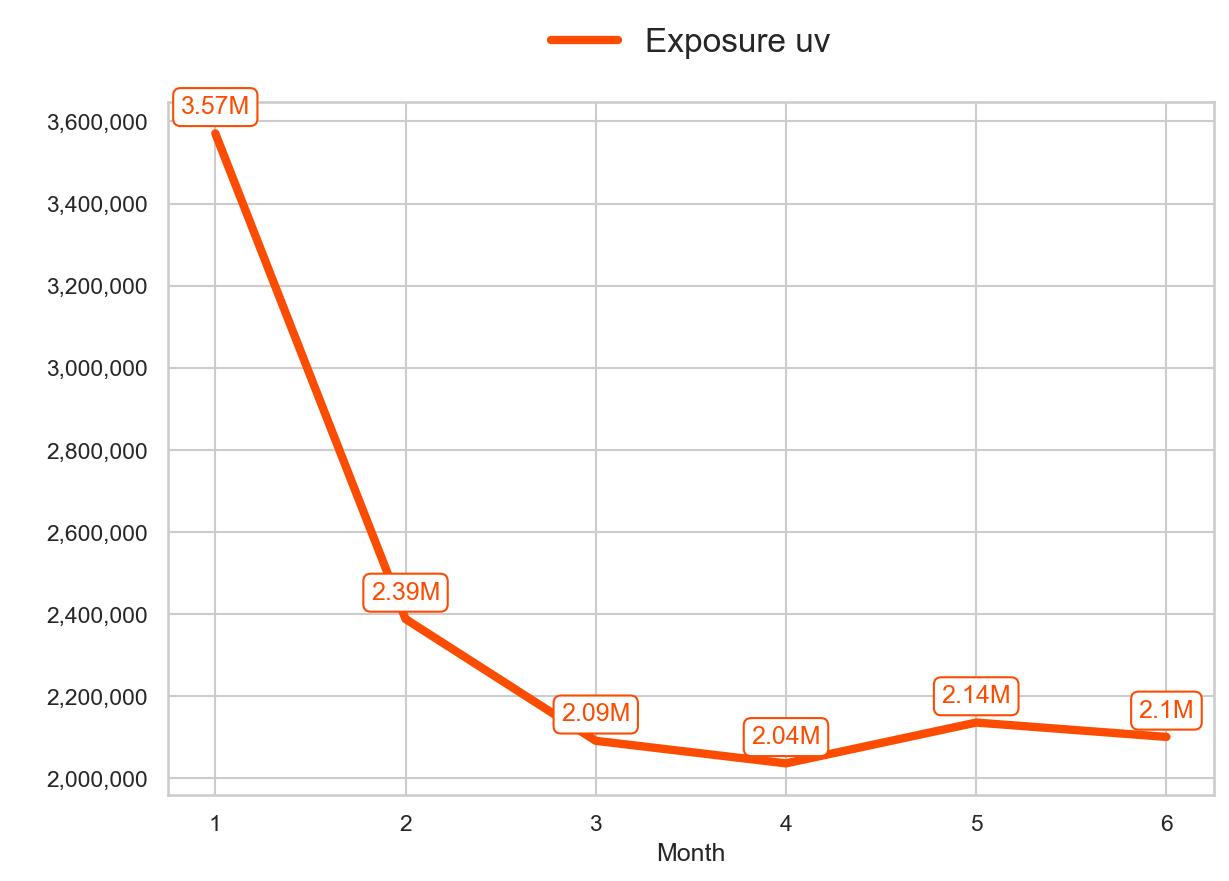 Exposure uv
3.57M
3,600,000
3,400,000
3,200,000
3,000,000
2,800,000
2,600,000
2.39M
2,400,000
2,200,000
2.14M
2.09M
2.1M
2.04M
2,000,000
1 2 3 4 5 6
Month